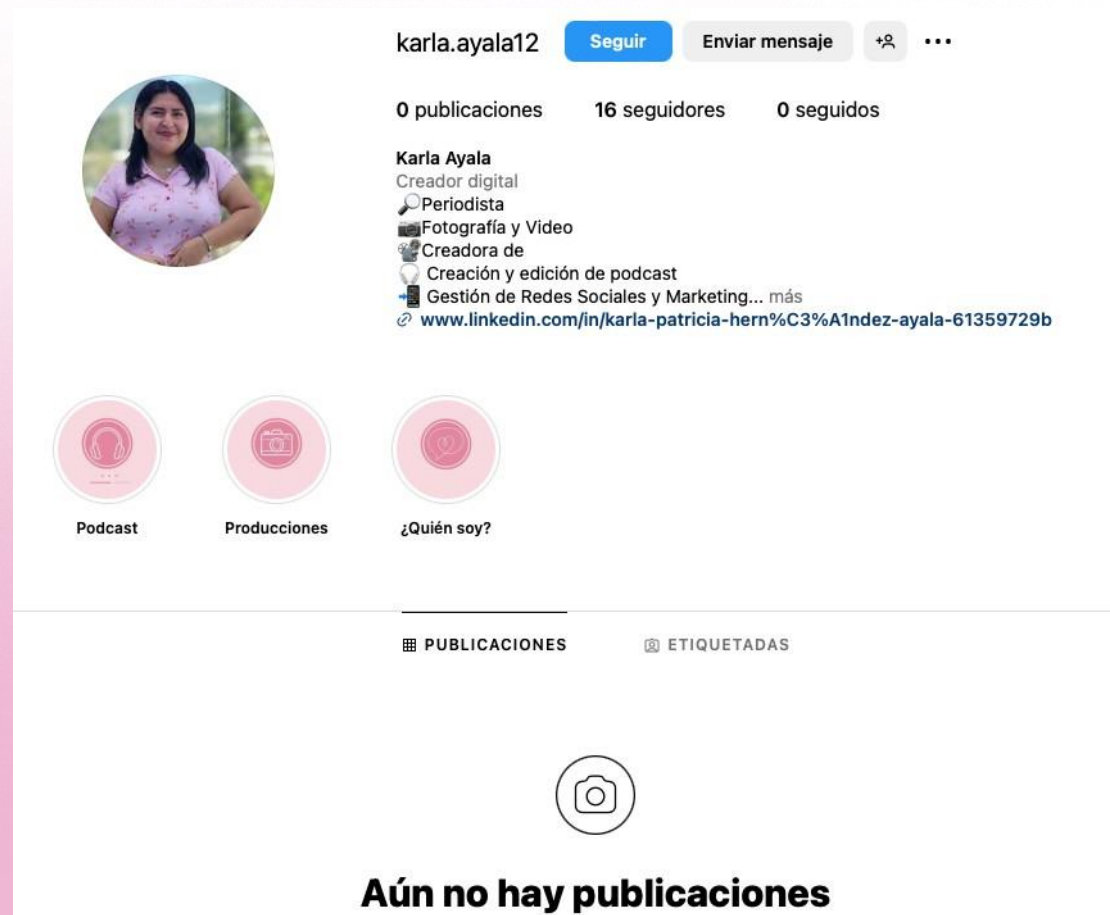 karla.ayala12 Seguir Enviar mensaje
0 publicaciones 16 seguidores 0 seguidos
Karla Ayala
Creador digital
🔎Periodista
📷Fotografía y Video
📽️Creadora de
🎧 Creación y edición de podcast
📲 Gestión de Redes Sociales y Marketing... más
www.linkedin.com/in/karla-patricia-hern%C3%A1ndez-ayala-61359729b
Podcast Producciones ¿Quién soy?
PUBLICACIONES ETIQUETADAS
Aún no hay publicaciones